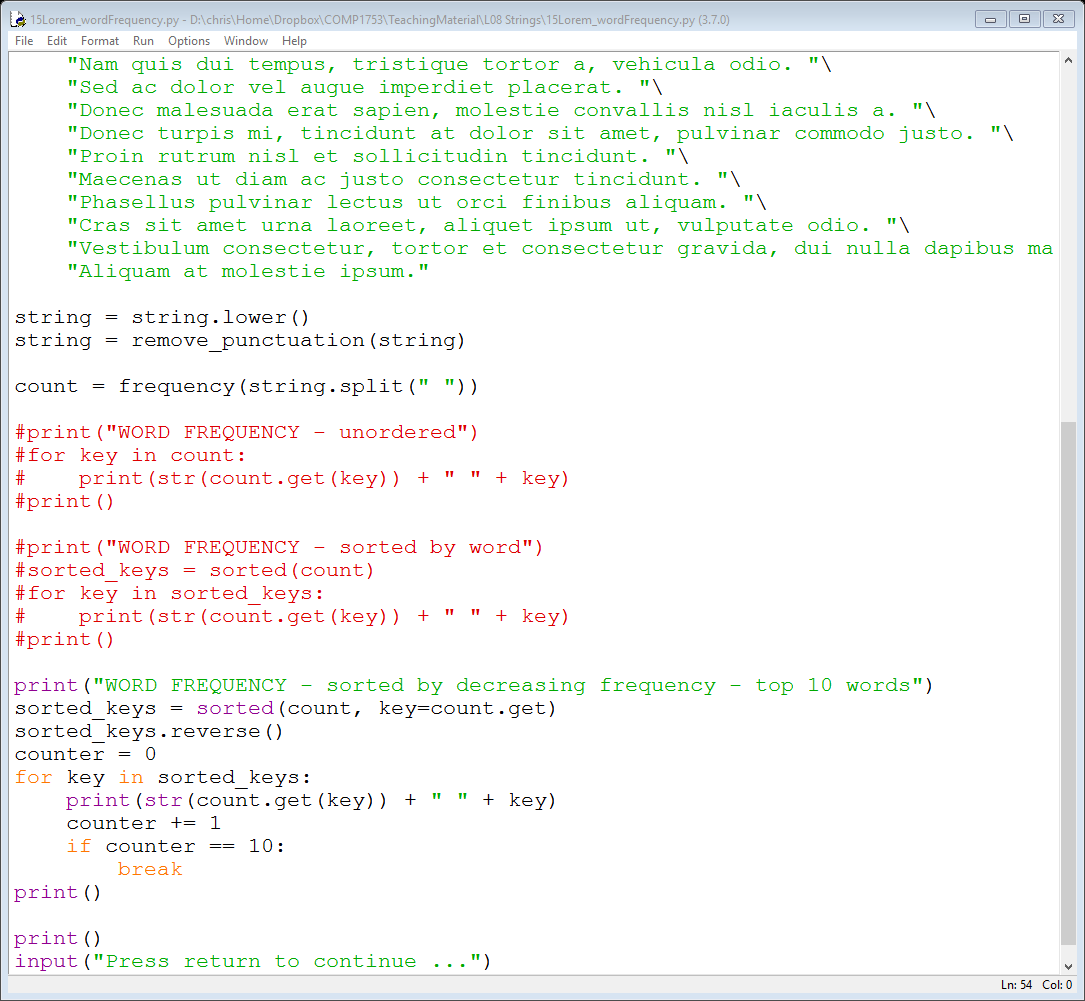 15Lorem_wordFrequency.py - D:\chris\Home\Dropbox\COMP1753\TeachingMaterial\L08 Strings\15Lorem_wordFrequency.py (3.7.0)
File Edit Format Run Options Window Help
    "Nam quis dui tempus, tristique tortor a, vehicula odio. "\
    "Sed ac dolor vel augue imperdiet placerat. "\
    "Donec malesuada erat sapien, molestie convallis nisl iaculis a. "\
    "Donec turpis mi, tincidunt at dolor sit amet, pulvinar commodo justo. "\
    "Proin rutrum nisl et sollicitudin tincidunt. "\
    "Maecenas ut diam ac justo consectetur tincidunt. "\
    "Phasellus pulvinar lectus ut orci finibus aliquam. "\
    "Cras sit amet urna laoreet, aliquet ipsum ut, vulputate odio. "\
    "Vestibulum consectetur, tortor et consectetur gravida, dui nulla dapibus ma
    "Aliquam at molestie ipsum."
string = string.lower()
string = remove_punctuation(string)
count = frequency(string.split(" "))
#print("WORD FREQUENCY - unordered")
#for key in count:
#    print(str(count.get(key)) + " " + key)
#print()
#print("WORD FREQUENCY - sorted by word")
#sorted_keys = sorted(count)
#for key in sorted_keys:
#    print(str(count.get(key)) + " " + key)
#print()
print("WORD FREQUENCY - sorted by decreasing frequency - top 10 words")
sorted_keys = sorted(count, key=count.get)
sorted_keys.reverse()
counter = 0
for key in sorted_keys:
    print(str(count.get(key)) + " " + key)
    counter += 1
    if counter == 10:
        break
print()
print()
input("Press return to continue ...")
Ln: 54 Col: 0